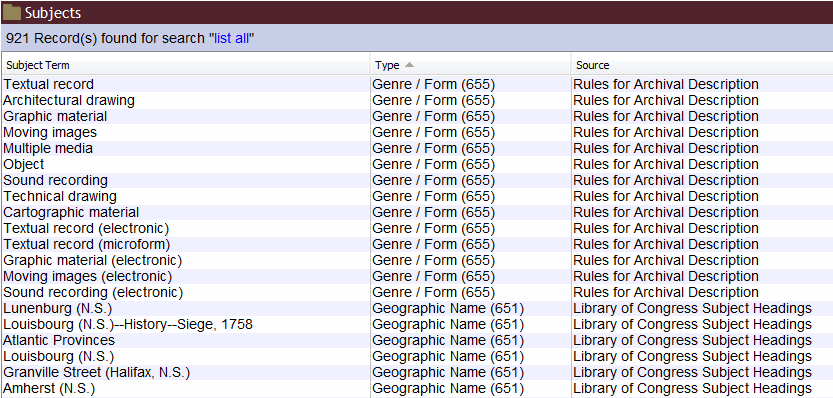 Subjects
921 Record(s) found for search "list all"
Subject Term Type Source
Textual record Genre / Form (655) Rules for Archival Description
Architectural drawing Genre / Form (655) Rules for Archival Description
Graphic material Genre / Form (655) Rules for Archival Description
Moving images Genre / Form (655) Rules for Archival Description
Multiple media Genre / Form (655) Rules for Archival Description
Object Genre / Form (655) Rules for Archival Description
Sound recording Genre / Form (655) Rules for Archival Description
Technical drawing Genre / Form (655) Rules for Archival Description
Cartographic material Genre / Form (655) Rules for Archival Description
Textual record (electronic) Genre / Form (655) Rules for Archival Description
Textual record (microform) Genre / Form (655) Rules for Archival Description
Graphic material (electronic) Genre / Form (655) Rules for Archival Description
Moving images (electronic) Genre / Form (655) Rules for Archival Description
Sound recording (electronic) Genre / Form (655) Rules for Archival Description
Lunenburg (N.S.) Geographic Name (651) Library of Congress Subject Headings
Louisbourg (N.S.)--History--Siege, 1758 Geographic Name (651) Library of Congress Subject Headings
Atlantic Provinces Geographic Name (651) Library of Congress Subject Headings
Louisbourg (N.S.) Geographic Name (651) Library of Congress Subject Headings
Granville Street (Halifax, N.S.) Geographic Name (651) Library of Congress Subject Headings
Amherst (N.S.) Geographic Name (651) Library of Congress Subject Headings